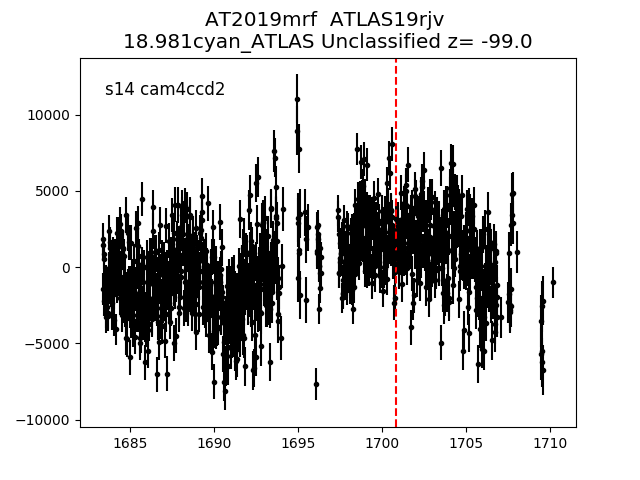 AT2019mrf  ATLAS19rjv
18.981cyan_ATLAS Unclassified z= -99.0
s14 cam4ccd2
10000
5000
0
−5000
−10000
1685 1690 1695 1700 1705 1710